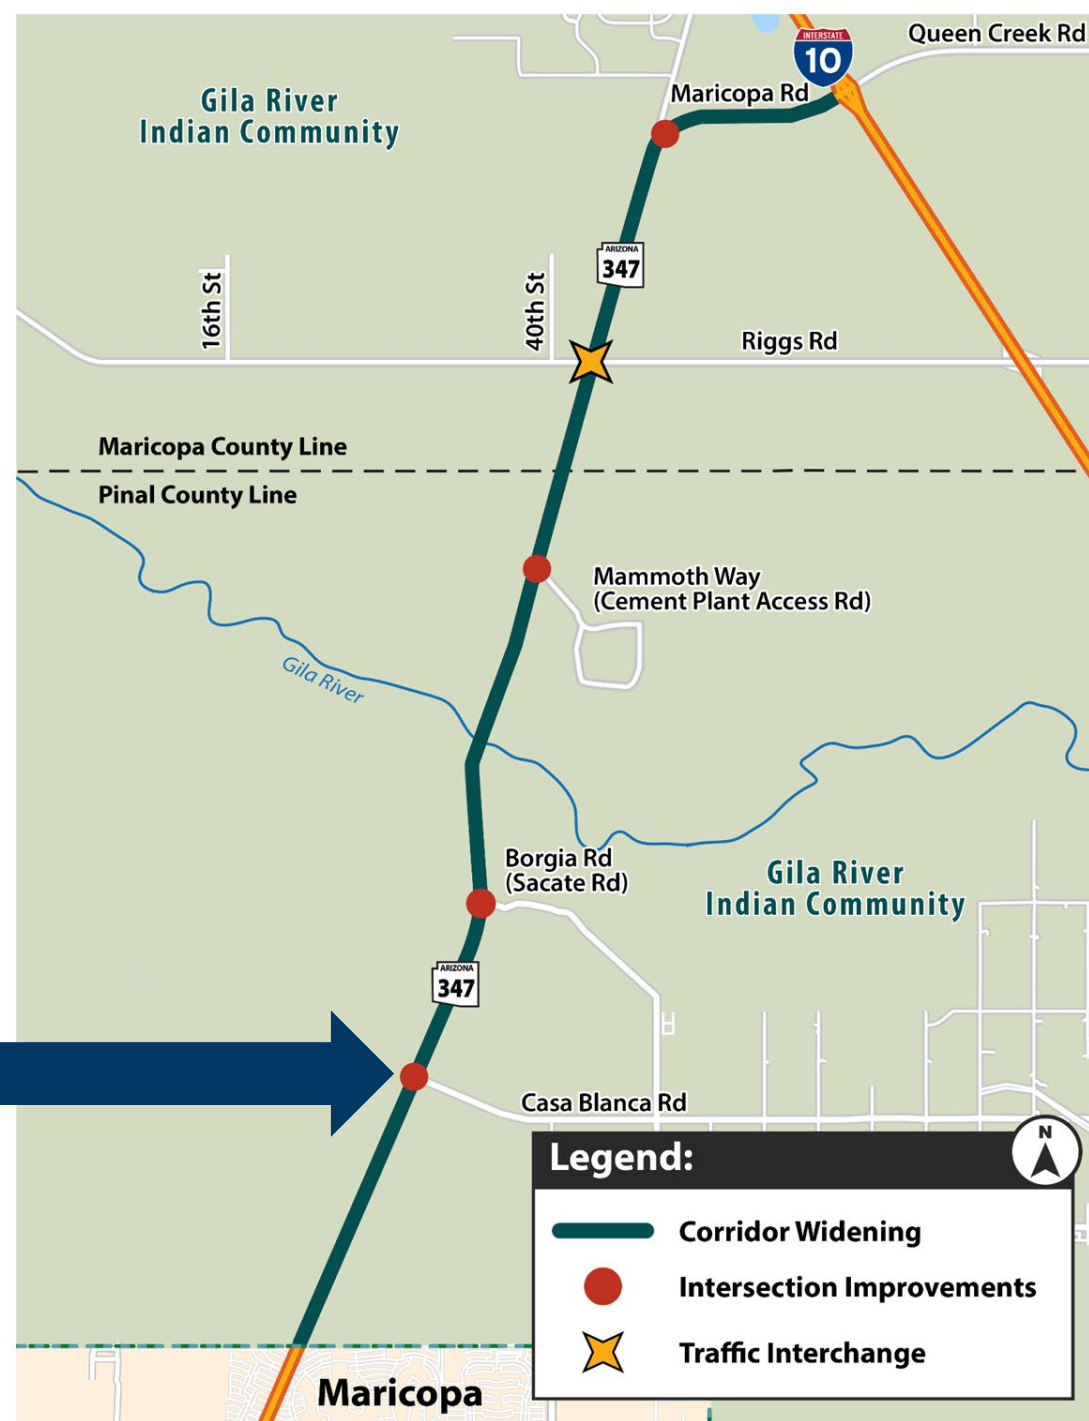 Queen Creek Rd
INTERSTATE
10
Maricopa Rd
Gila River
Indian Community
ARIZONA
347
16th St
40th St
Riggs Rd
Maricopa County Line
Pinal County Line
Mammoth Way
(Cement Plant Access Rd)
Gila River
Borgia Rd
(Sacate Rd)
Gila River
Indian Community
ARIZONA
347
Casa Blanca Rd
N
Legend:
Corridor Widening
Intersection Improvements
Traffic Interchange
Maricopa